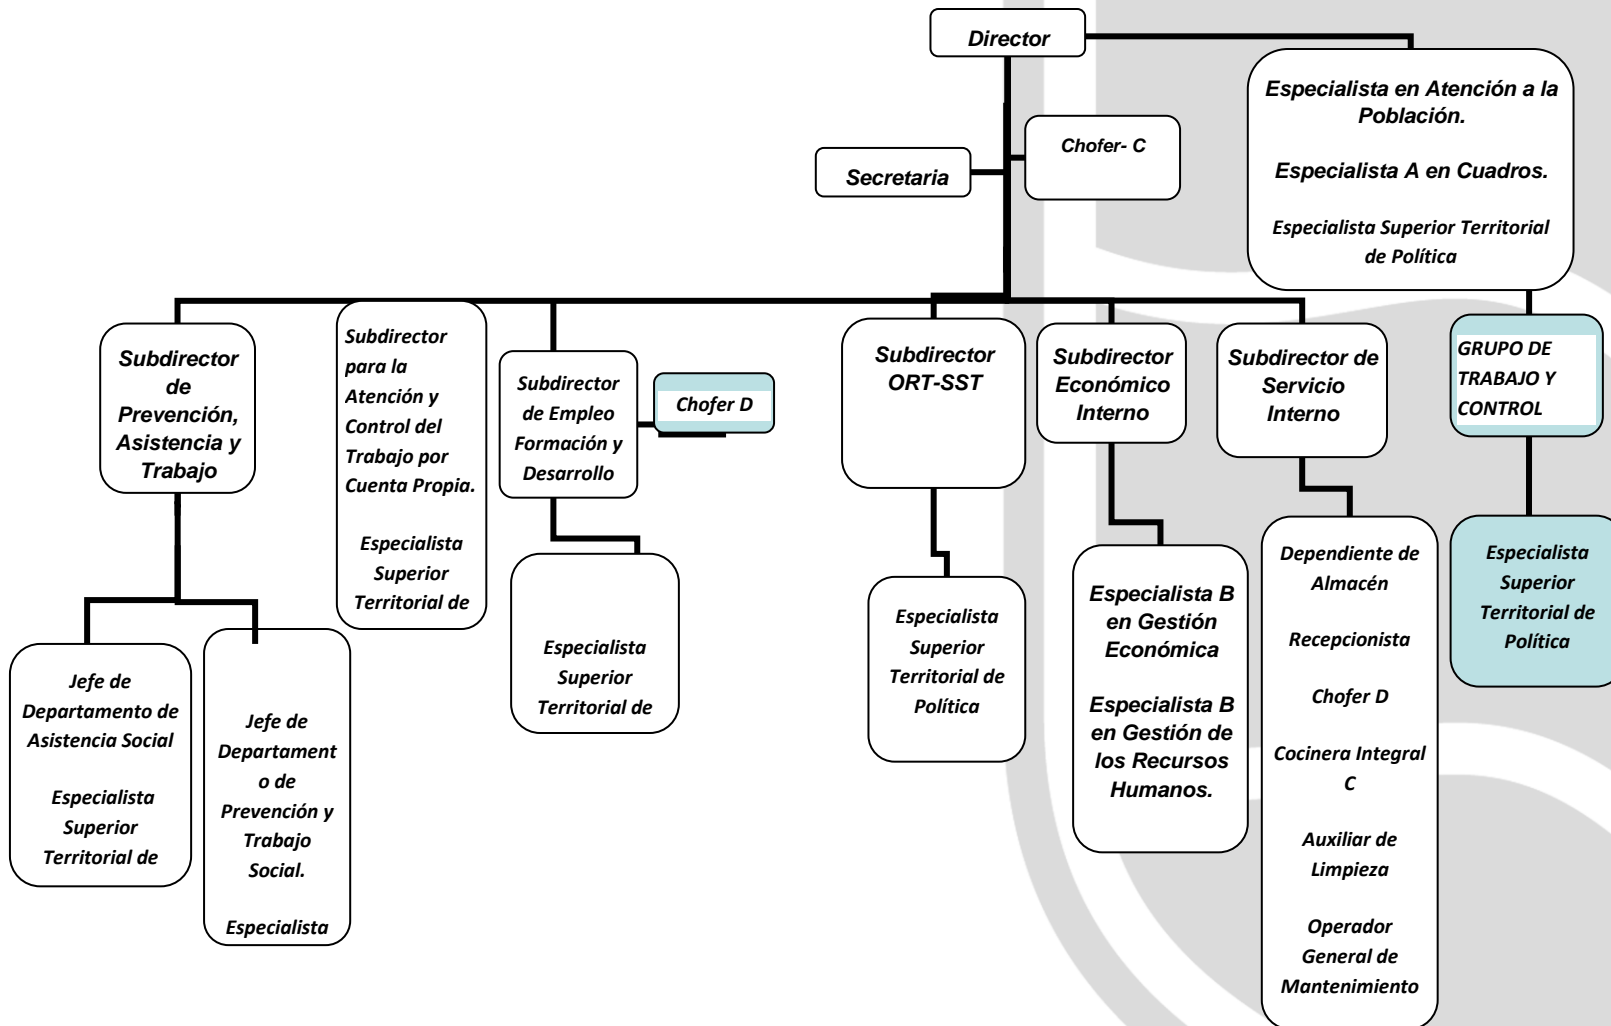 Director
Especialista en Atención a la
Población.
Especialista A en Cuadros.
Especialista Superior Territorial
de Política
Chofer- C
Secretaria
Subdirector
de
Prevención,
Asistencia y
Trabajo
Subdirector
para la
Atención y
Control del
Trabajo por
Cuenta Propia.
Especialista
Superior
Territorial de
Subdirector
de Empleo
Formación y
Desarrollo
Chofer D
Subdirector
ORT-SST
Subdirector
Económico
Interno
Subdirector de
Servicio
Interno
GRUPO DE
TRABAJO Y
CONTROL
Jefe de
Departamento de
Asistencia Social
Especialista
Superior
Territorial de
Jefe de
Departament
o de
Prevención y
Trabajo
Social.
Especialista
Especialista
Superior
Territorial de
Especialista
Superior
Territorial de
Política
Especialista B
en Gestión
Económica
Especialista B
en Gestión de
los Recursos
Humanos.
Dependiente de
Almacén
Recepcionista
Chofer D
Cocinera Integral
C
Auxiliar de
Limpieza
Operador
General de
Mantenimiento
Especialista
Superior
Territorial de
Política